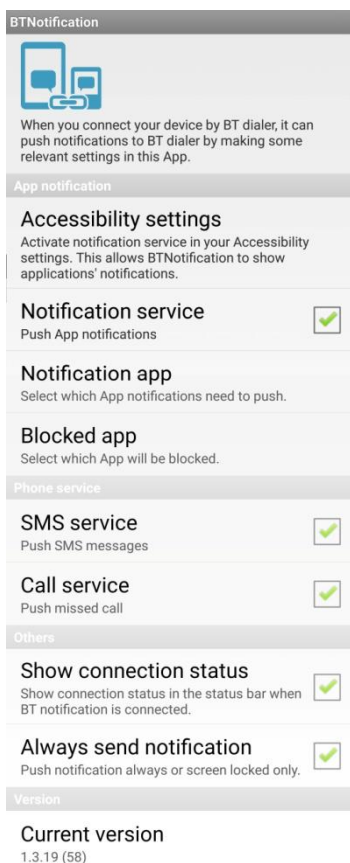 BTNotification
When you connect your device by BT dialer, it can
push notifications to BT dialer by making some
relevant settings in this App.
App notification
Accessibility settings
Activate notification service in your Accessibility
settings. This allows BTNotification to show
applications' notifications.
Notification service
Push App notifications
Notification app
Select which App notifications need to push.
Blocked app
Select which App will be blocked.
Phone service
SMS service
Push SMS messages
Call service
Push missed call
Others
Show connection status
Show connection status in the status bar when
BT notification is connected.
Always send notification
Push notification always or screen locked only.
Version
Current version
1.3.19 (58)